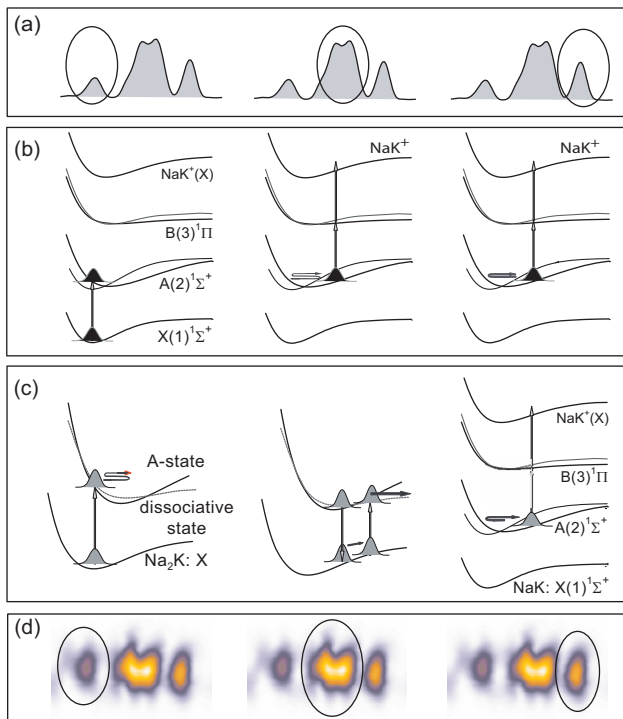 (a)
(b)
NaK⁺(X)
B(3)¹Π
A(2)¹Σ⁺
X(1)¹Σ⁺
NaK⁺
NaK⁺
(c)
A-state
dissociative
state
Na₂K: X
NaK⁺(X)
B(3)¹Π
A(2)¹Σ⁺
NaK: X(1)¹Σ⁺
(d)